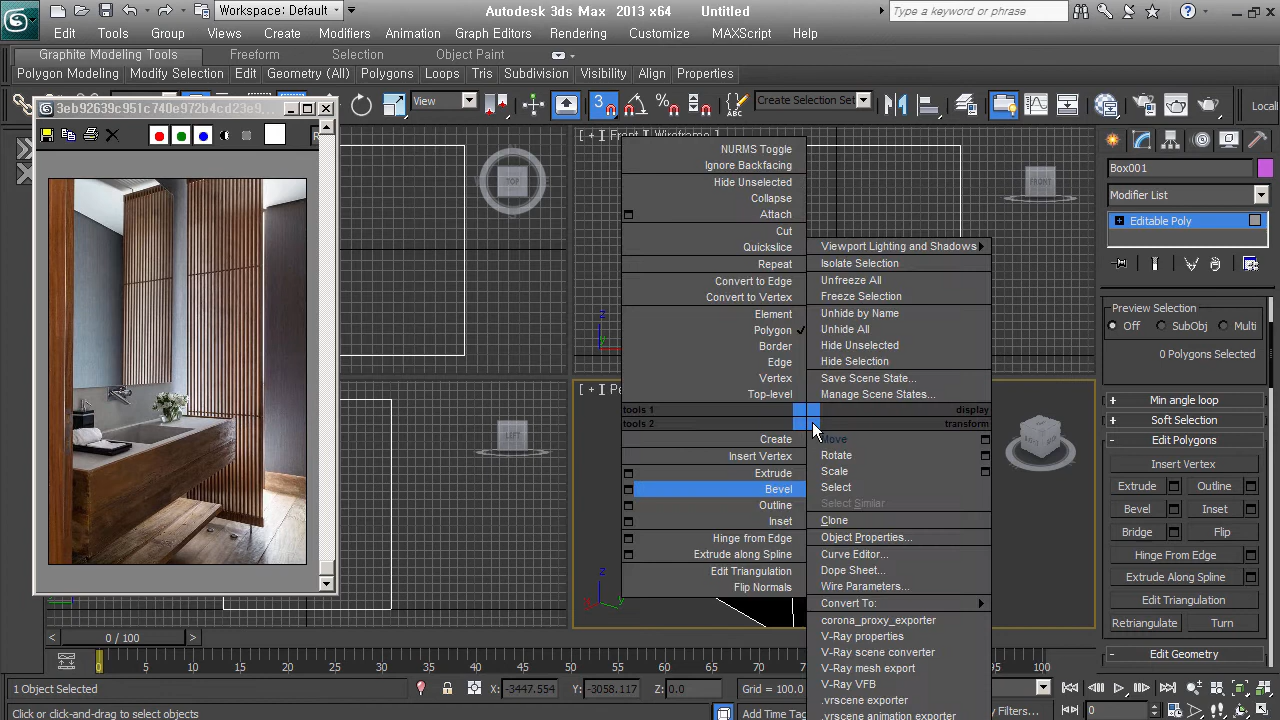 Workspace: Default
Autodesk 3ds Max 2013 x64 Untitled
Type a keyword or phrase
Edit Tools Group Views Create Modifiers Animation Graph Editors Rendering Customize MAXScript Help
Graphite Modeling Tools Freeform Selection Object Paint
Polygon Modeling Modify Selection Edit Geometry (All) Polygons Loops Tris Subdivision Visibility Align Properties
View
3
Create Selection Set
Local
3eb92639c951c740e972b4cd23e9...
[ + ] [ Front ] [ Wireframe ]
TOP
FRONT
LEFT
NURMS Toggle
Ignore Backfacing
Hide Unselected
Collapse
Attach
Cut
Quickslice
Repeat
Convert to Edge
Convert to Vertex
Element
Polygon
Border
Edge
Vertex
Top-level
tools 1
tools 2
Create
Insert Vertex
Extrude
Bevel
Outline
Inset
Hinge from Edge
Extrude along Spline
Edit Triangulation
Flip Normals
Viewport Lighting and Shadows
Isolate Selection
Unfreeze All
Freeze Selection
Unhide by Name
Unhide All
Hide Unselected
Hide Selection
Save Scene State...
Manage Scene States...
display
transform
Move
Rotate
Scale
Select
Select Similar
Clone
Object Properties...
Curve Editor...
Dope Sheet...
Wire Parameters...
Convert To:
corona_proxy_exporter
V-Ray properties
V-Ray scene converter
V-Ray mesh export
V-Ray VFB
.vrscene exporter
.vrscene animation exporter
[ + ] [ Pe
z
y
z
y
Box001
Modifier List
Editable Poly
Preview Selection
Off SubObj Multi
0 Polygons Selected
Min angle loop
Soft Selection
Edit Polygons
Insert Vertex
Extrude Outline
Bevel Inset
Bridge Flip
Hinge From Edge
Extrude Along Spline
Edit Triangulation
Retriangulate Turn
Edit Geometry
0 / 100
0 5 10 15 20 25 30 35 40 45 50 55 60 65 70 75 100
1 Object Selected
X: -3447.554 Y: -3058.117 Z: 0.0 Grid = 100.0
Click or click-and-drag to select objects
Add Time Tag
Filters...
0